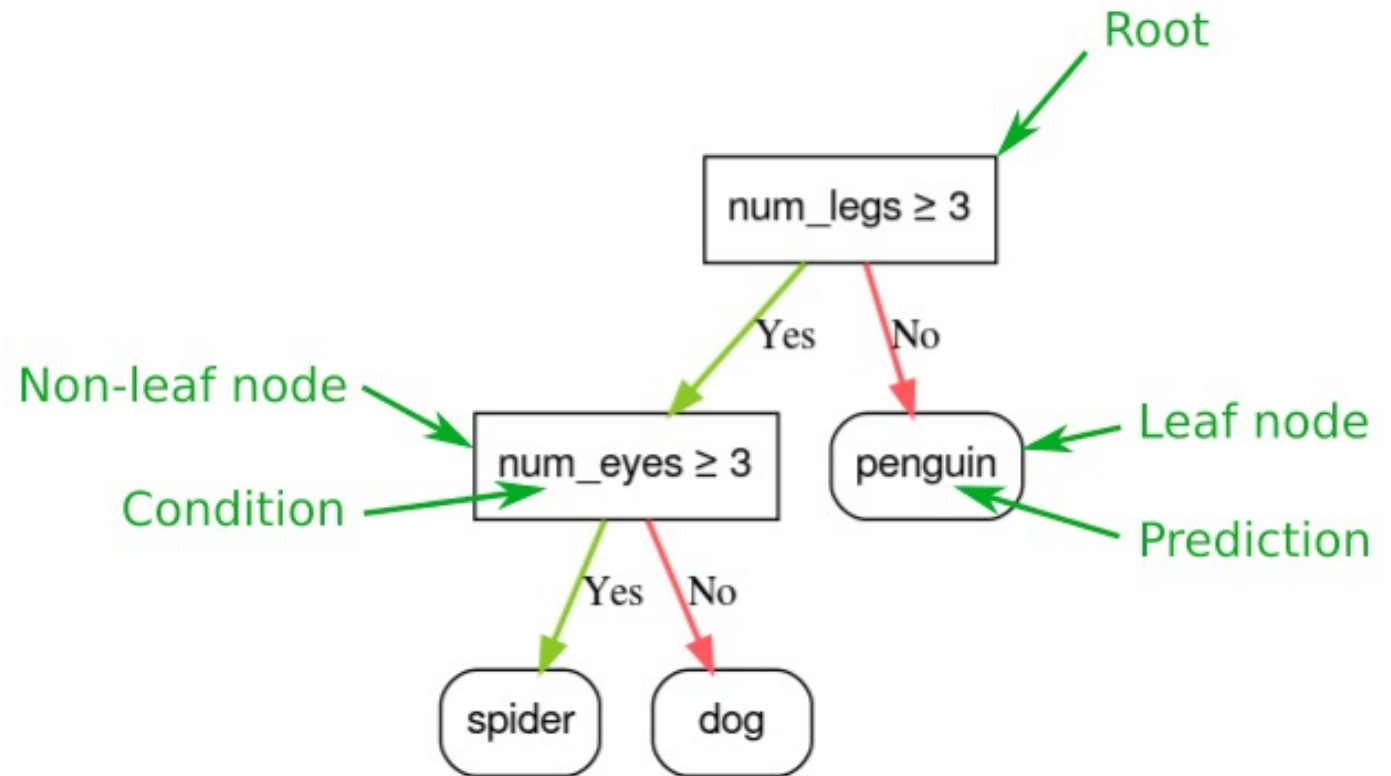 Root
num_legs ≥ 3
Yes
No
Non-leaf node
Leaf node
num_eyes ≥ 3
penguin
Condition
Prediction
Yes
No
spider
dog